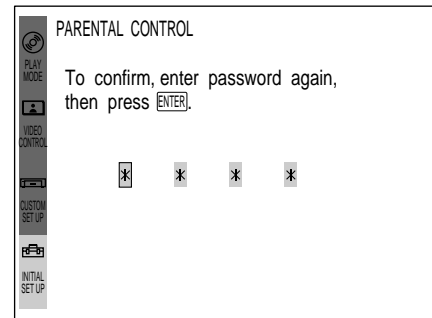 PARENTAL CONTROL
To confirm, enter password again,
then press ENTER.
* * * *
PLAY
MODE
VIDEO
CONTROL
CUSTOM
SET UP
INITIAL
SET UP